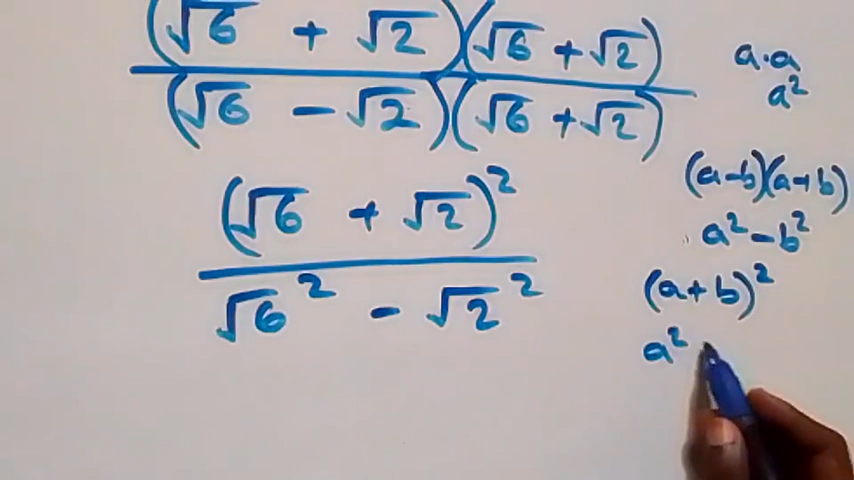 (√6 + √2)(√6 + √2)
(√6 − √2)(√6 + √2)
(√6 + √2)²
√6² - √2²
a·a
a²
(a-b)(a+b)
a² - b²
(a+b)²
a²